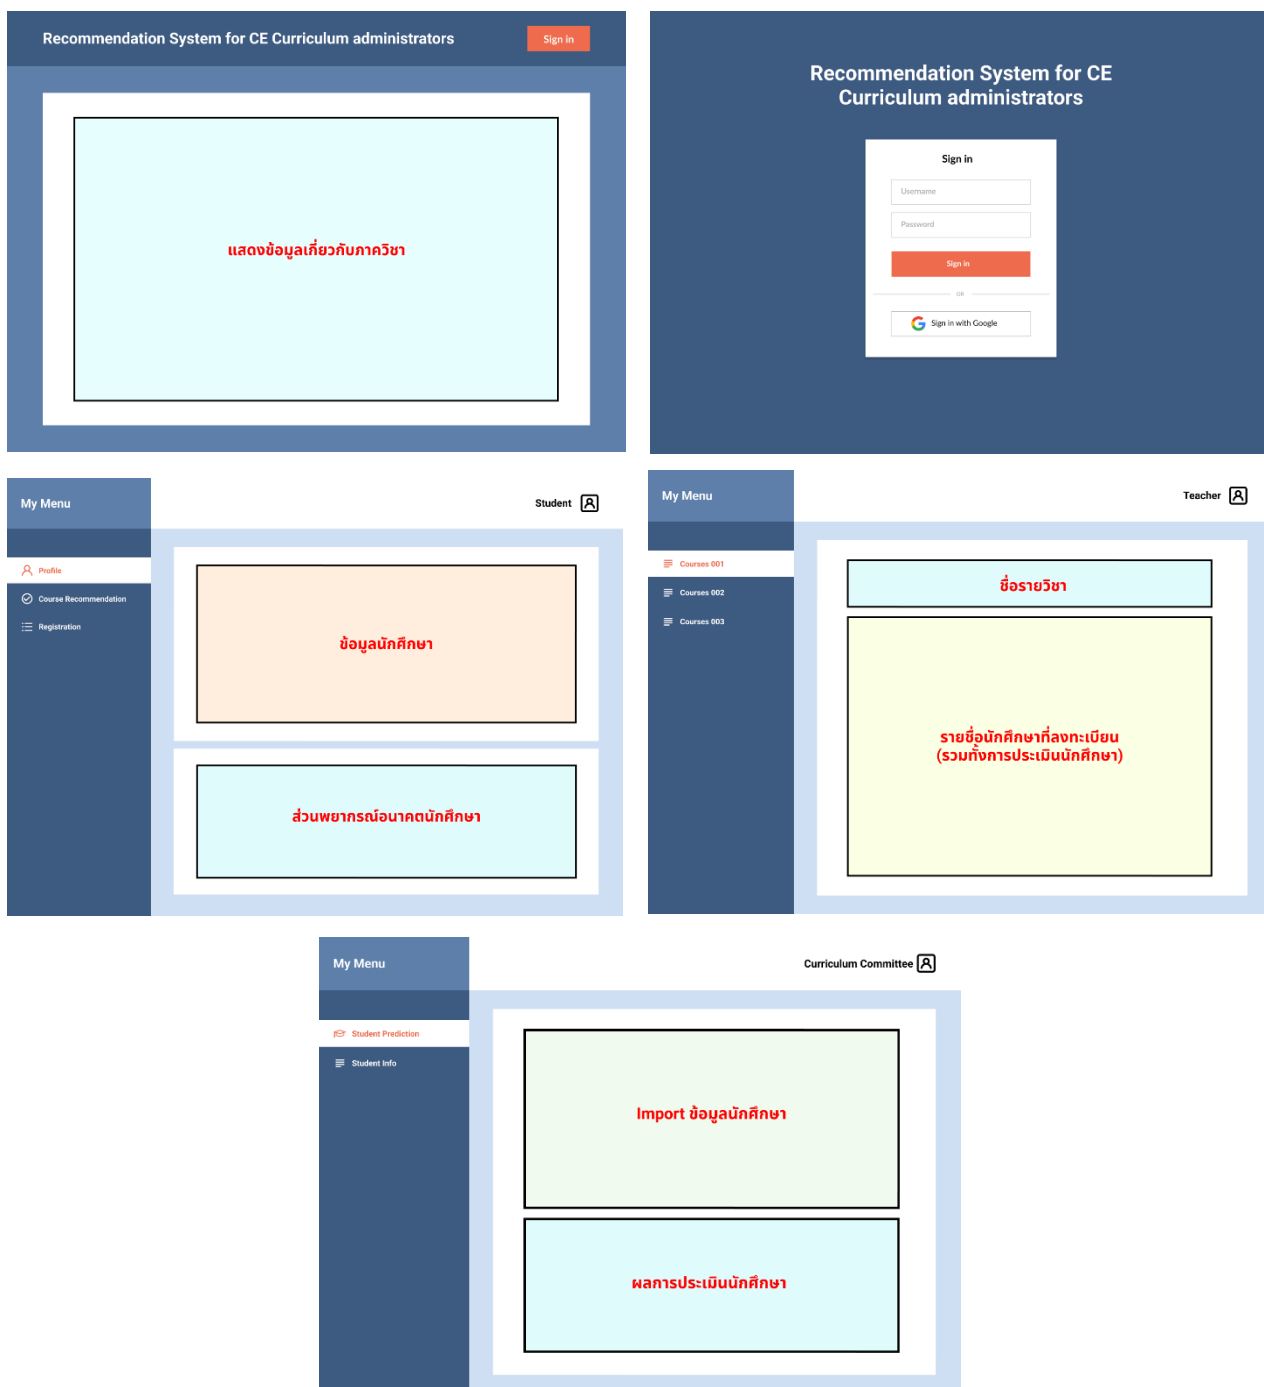 Recommendation System for CE Curriculum administrators
Sign in
แสดงข้อมูลเกี่ยวกับภาควิชา
Recommendation System for CE
Curriculum administrators
Sign in
Username
Password
Sign in
OR
Sign in with Google
My Menu
Student
Profile
Course Recommendation
Registration
ข้อมูลนักศึกษา
ส่วนพยากรณ์อนาคตนักศึกษา
My Menu
Teacher
Courses 001
Courses 002
Courses 003
ชื่อรายวิชา
รายชื่อนักศึกษาที่ลงทะเบียน
(รวมทั้งการประเมินนักศึกษา)
My Menu
Curriculum Committee
Student Prediction
Student Info
Import ข้อมูลนักศึกษา
ผลการประเมินนักศึกษา